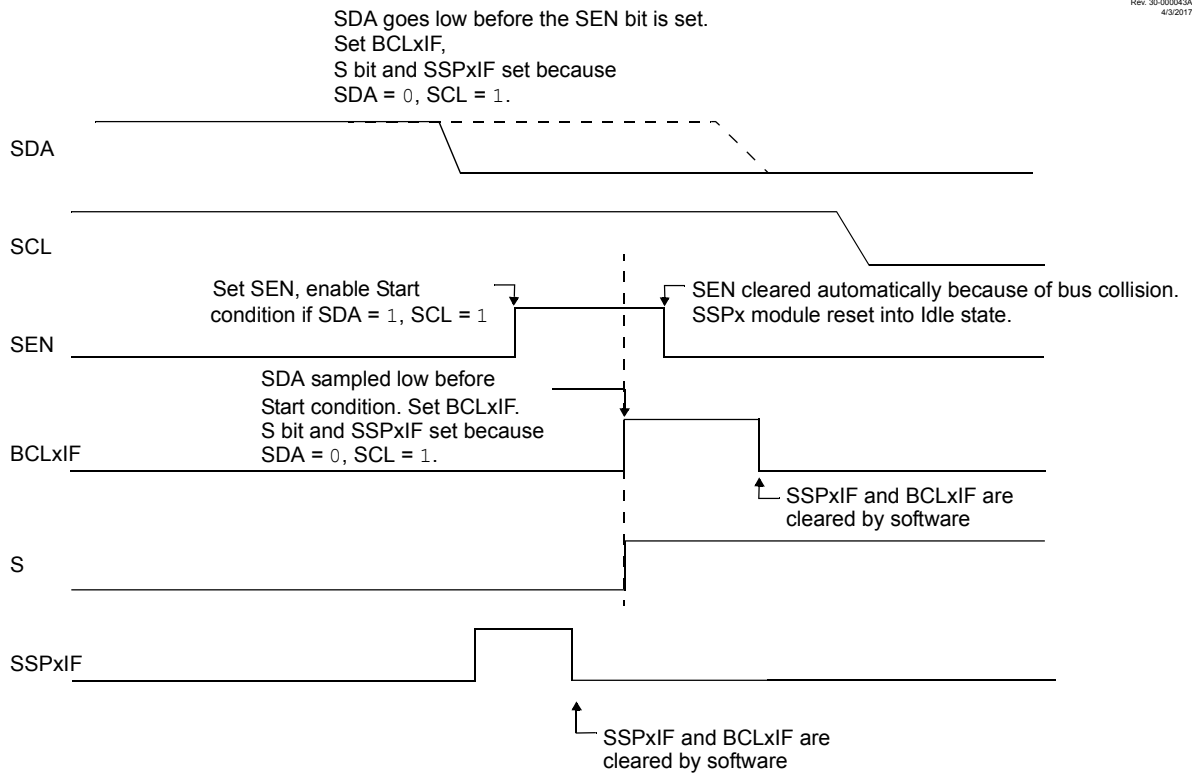 Rev. 30-000043A
4/3/2017
SDA goes low before the SEN bit is set.
Set BCLxIF,
S bit and SSPxIF set because
SDA = 0, SCL = 1.
SDA
SCL
Set SEN, enable Start
condition if SDA = 1, SCL = 1
SEN cleared automatically because of bus collision.
SSPx module reset into Idle state.
SEN
SDA sampled low before
Start condition. Set BCLxIF.
S bit and SSPxIF set because
SDA = 0, SCL = 1.
BCLxIF
SSPxIF and BCLxIF are
cleared by software
S
SSPxIF
SSPxIF and BCLxIF are
cleared by software